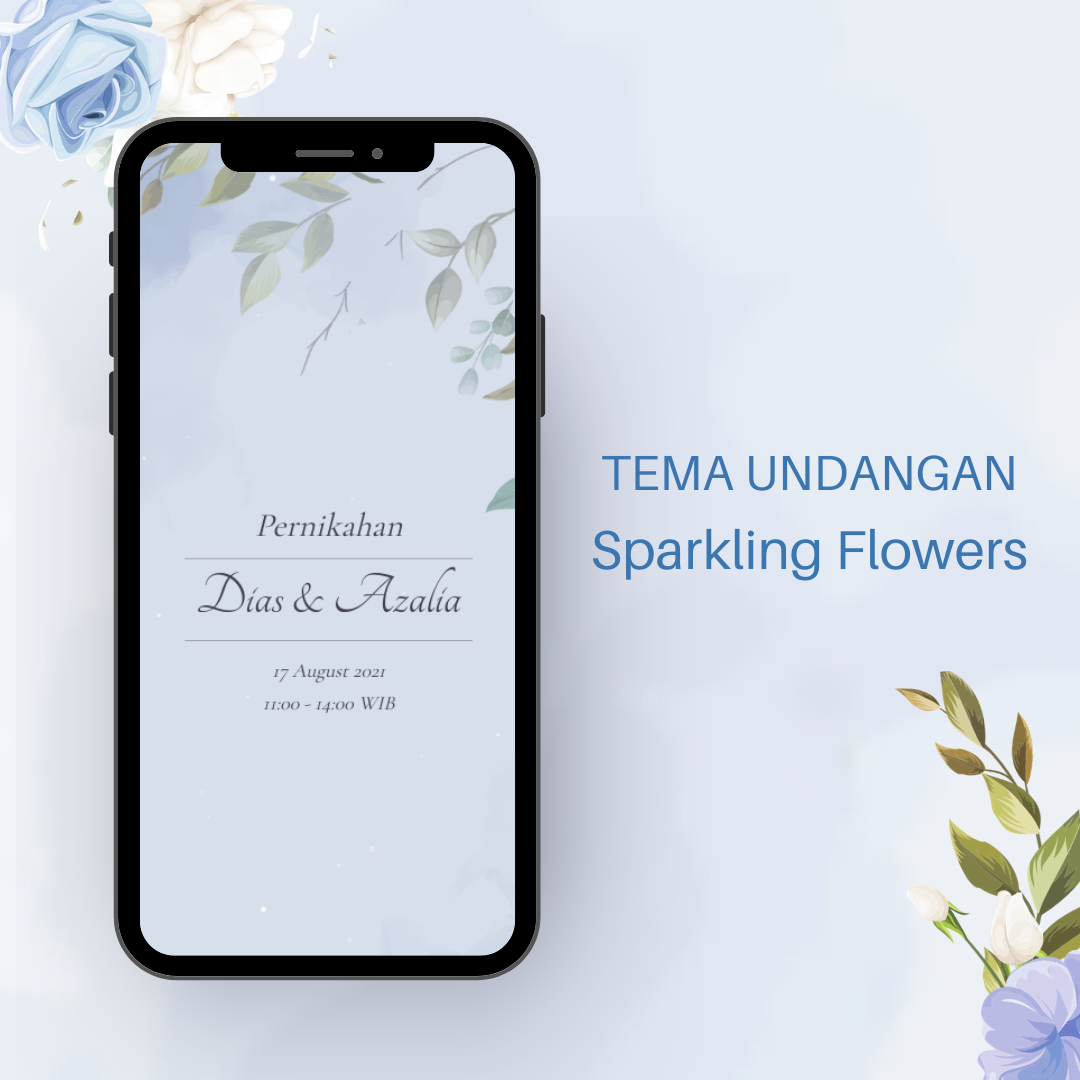 Pernikahan
Dias & Azalia
17 August 2021
11:00 - 14:00 WIB
TEMA UNDANGAN
Sparkling Flowers